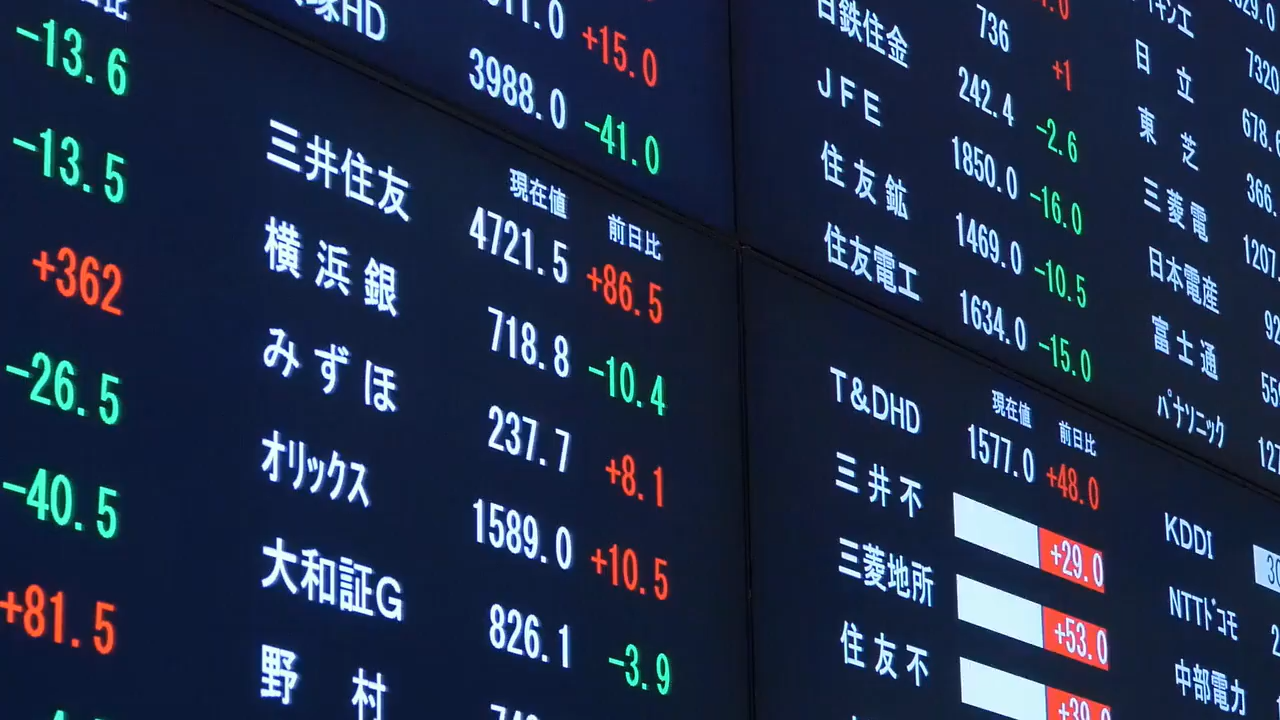 -13.6
-13.5
+362
-26.5
-40.5
+81.5
+15.0
3988.0 -41.0
現在値 前日比
三井住友 4721.5 +86.5
横浜銀 718.8 -10.4
みずほ 237.7 +8.1
オリックス 1589.0 +10.5
大和証G 826.1 -3.9
野村
日鉄住金 736 +1
JFE 242.4 -2.6
住友鉱 1850.0 -16.0
住友電工 1469.0 -10.5
1634.0 -15.0
現在値 前日比
T&DHD 1577.0 +48.0
三井不 +29.0
三菱地所 +53.0
住友不
日立 7320
東芝 678.6
三菱電 366.
日本電産 1207.
富士通
パナソニック
KDDI
NTTドコモ
中部電力